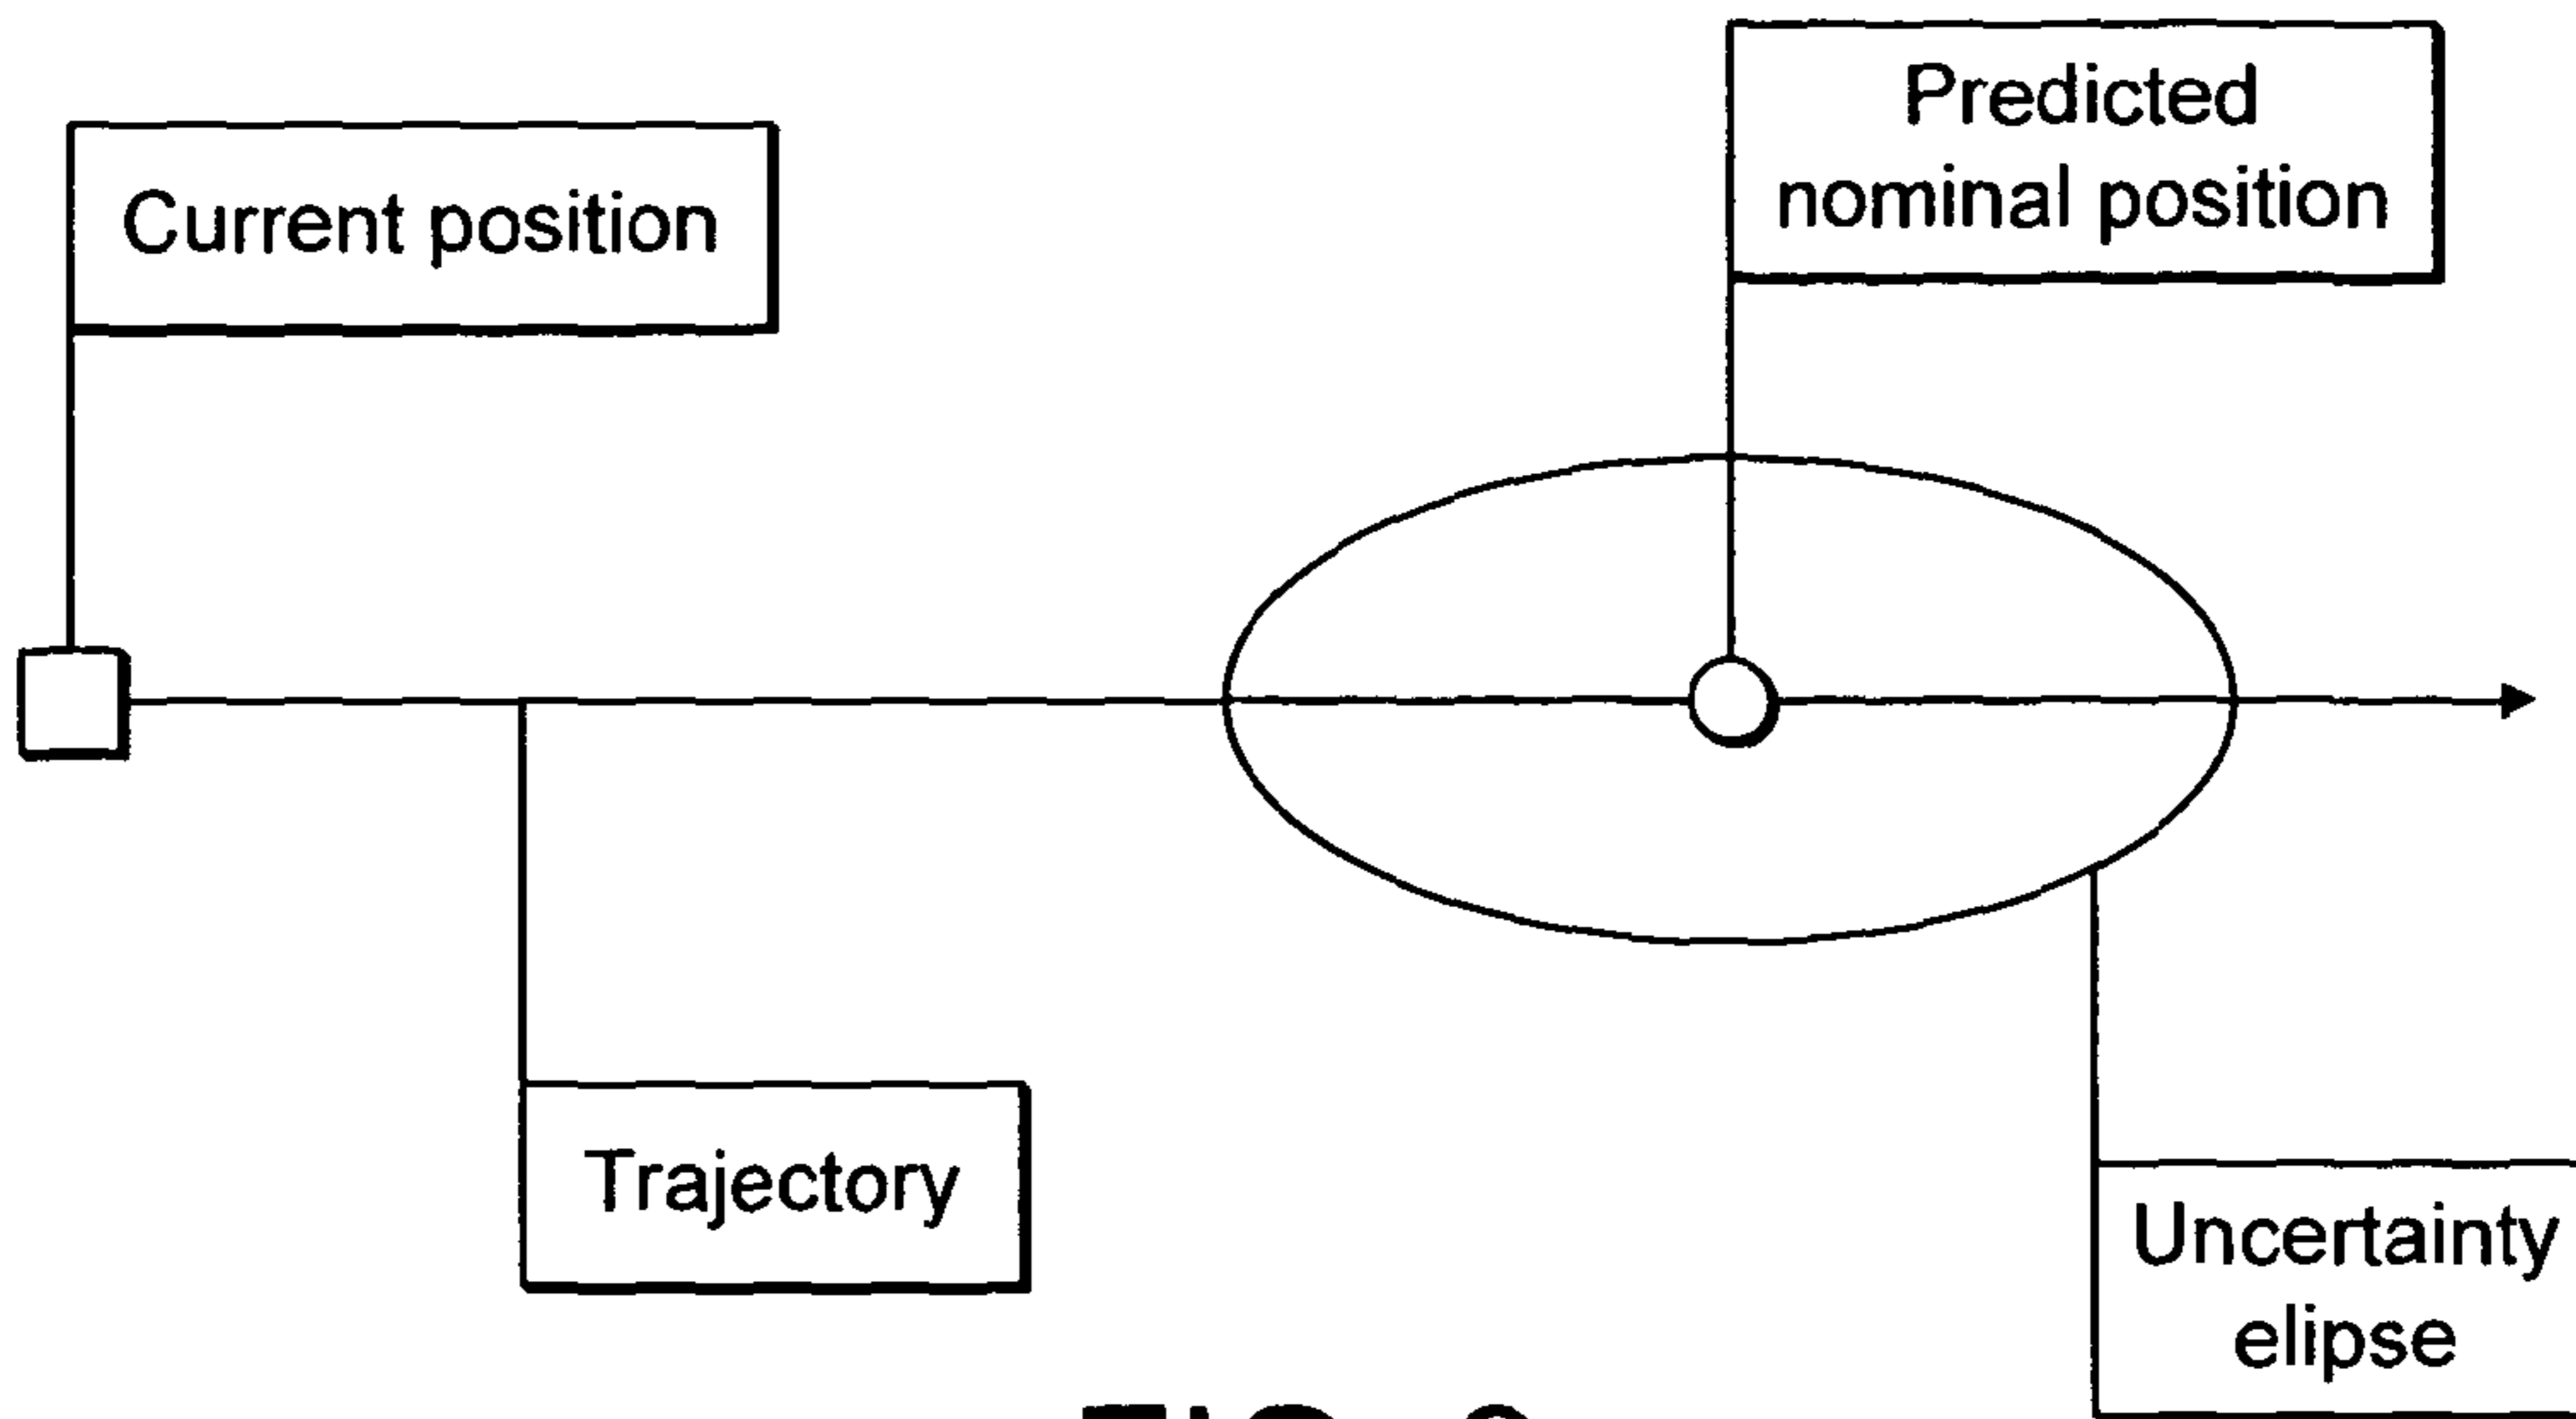 Predicted
nominal position
Current position
Trajectory
Uncertainty
elipse